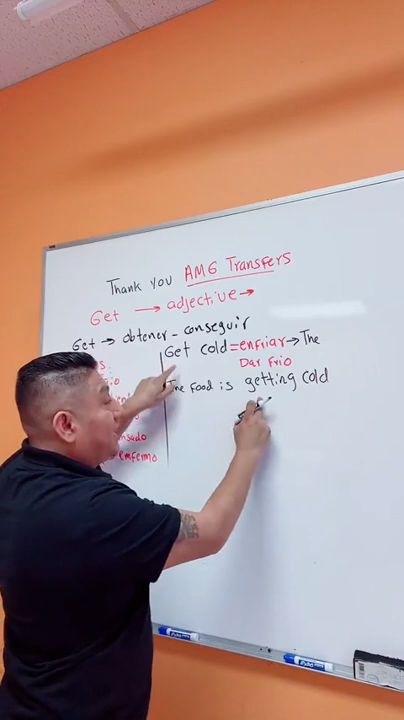 Thank you AMG Transfers
Get → adjective →
Get → obtener - conseguir
Get cold = enfriar → The
Dar Frio
The Food is getting cold